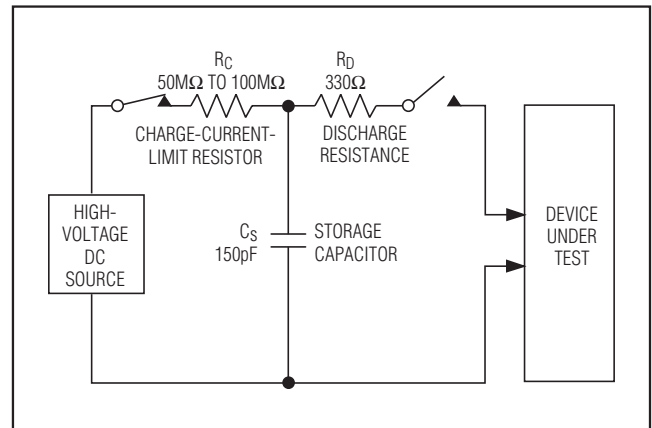 RC
50MΩ TO 100MΩ
CHARGE-CURRENT-
LIMIT RESISTOR
RD
330Ω
DISCHARGE
RESISTANCE
HIGH-
VOLTAGE
DC
SOURCE
CS
150pF
STORAGE
CAPACITOR
DEVICE
UNDER
TEST